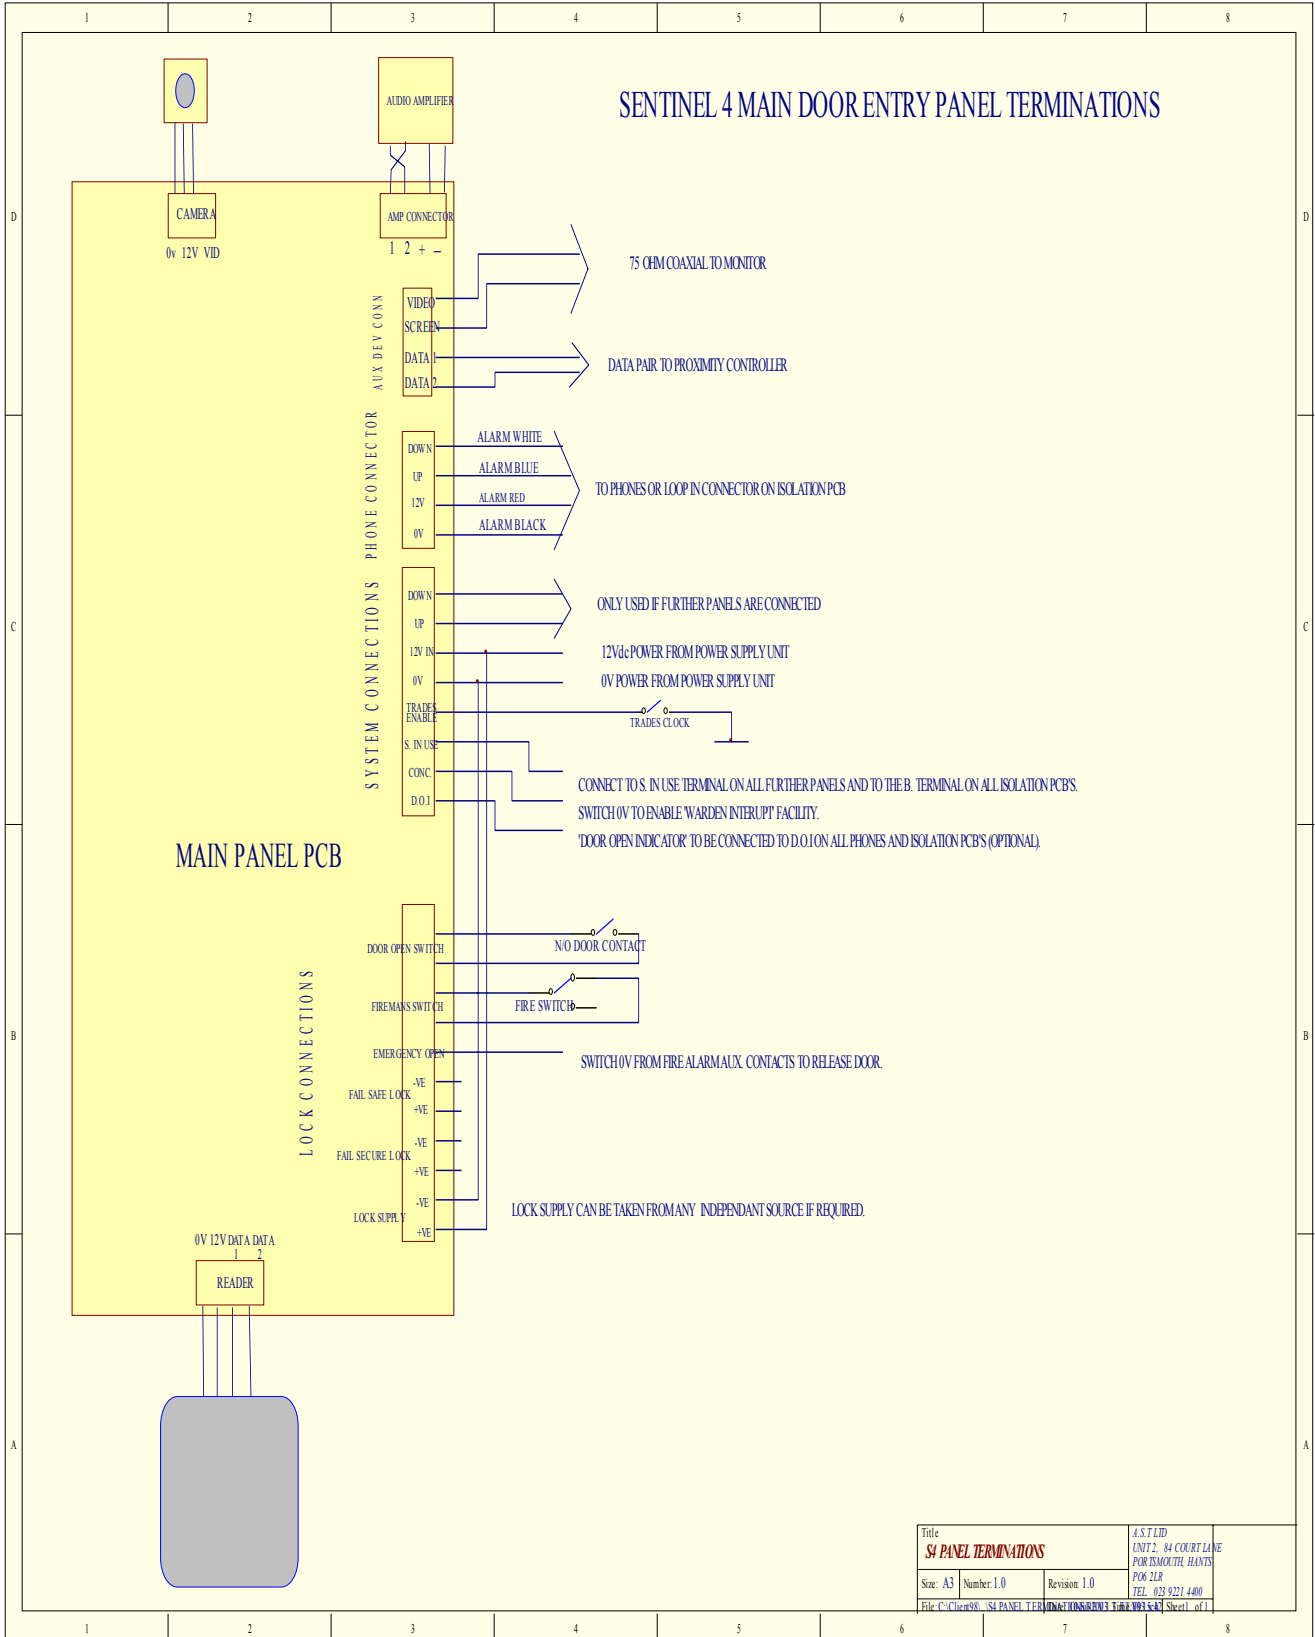 1 2 3 4 5 6 7 8
SENTINEL 4 MAIN DOOR ENTRY PANEL TERMINATIONS
AUDIO AMPLIFIER
D D
CAMERA
0v 12V VID
AMP CONNECTOR
1 2 + –
75 OHM COAXIAL TO MONITOR
AUX DEV CONN
VIDEO
SCREEN
DATA 1
DATA 2
DATA PAIR TO PROXIMITY CONTROLLER
PHONE CONNECTOR
DOWN
UP
12V
0V
ALARM WHITE
ALARM BLUE
ALARM RED
ALARM BLACK
TO PHONES OR LOOP IN CONNECTOR ON ISOLATION PCB
SYSTEM CONNECTIONS
DOWN
UP
12V IN
0V
TRADES
ENABLE
S. IN USE
CONC.
D.O.I
ONLY USED IF FURTHER PANELS ARE CONNECTED
C C
12Vdc POWER FROM POWER SUPPLY UNIT
0V POWER FROM POWER SUPPLY UNIT
TRADES CLOCK
CONNECT TO S. IN USE TERMINAL ON ALL FURTHER PANELS AND TO THE B. TERMINAL ON ALL ISOLATION PCB'S.
SWITCH 0V TO ENABLE 'WARDEN INTERUPT' FACILITY.
'DOOR OPEN INDICATOR' TO BE CONNECTED TO D.O.I ON ALL PHONES AND ISOLATION PCB'S (OPTIONAL).
MAIN PANEL PCB
LOCK CONNECTIONS
DOOR OPEN SWITCH
N/O DOOR CONTACT
FIREMANS SWITCH
FIRE SWITCH
B B
EMERGENCY OPEN
SWITCH 0V FROM FIRE ALARM AUX. CONTACTS TO RELEASE DOOR.
-VE
FAIL SAFE LOCK
+VE
-VE
FAIL SECURE LOCK
+VE
-VE
LOCK SUPPLY
+VE
LOCK SUPPLY CAN BE TAKEN FROM ANY INDEPENDANT SOURCE IF REQUIRED.
0V 12V DATA DATA
1 2
READER
A A
Title
S4 PANEL TERMINATIONS
Size: A3 Number: 1.0 Revision: 1.0
A.S.T LTD
UNIT 2, 84 COURT LANE
PORTSMOUTH, HANTS
PO6 2LR
TEL. 023 9221 4400
File: C:\Client98\ \S4 PANEL Sheet 1 of 1
1 2 3 4 5 6 7 8